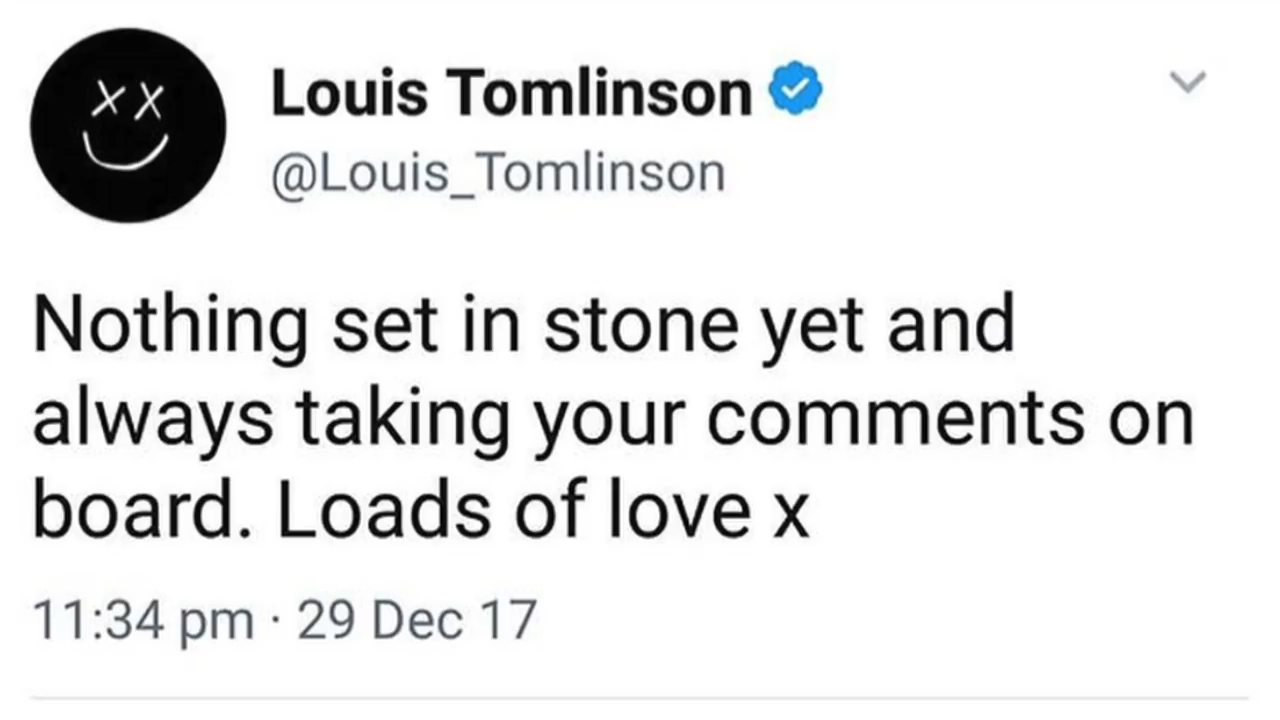 Louis Tomlinson
@Louis_Tomlinson
Nothing set in stone yet and
always taking your comments on
board. Loads of love x
11:34 pm · 29 Dec 17